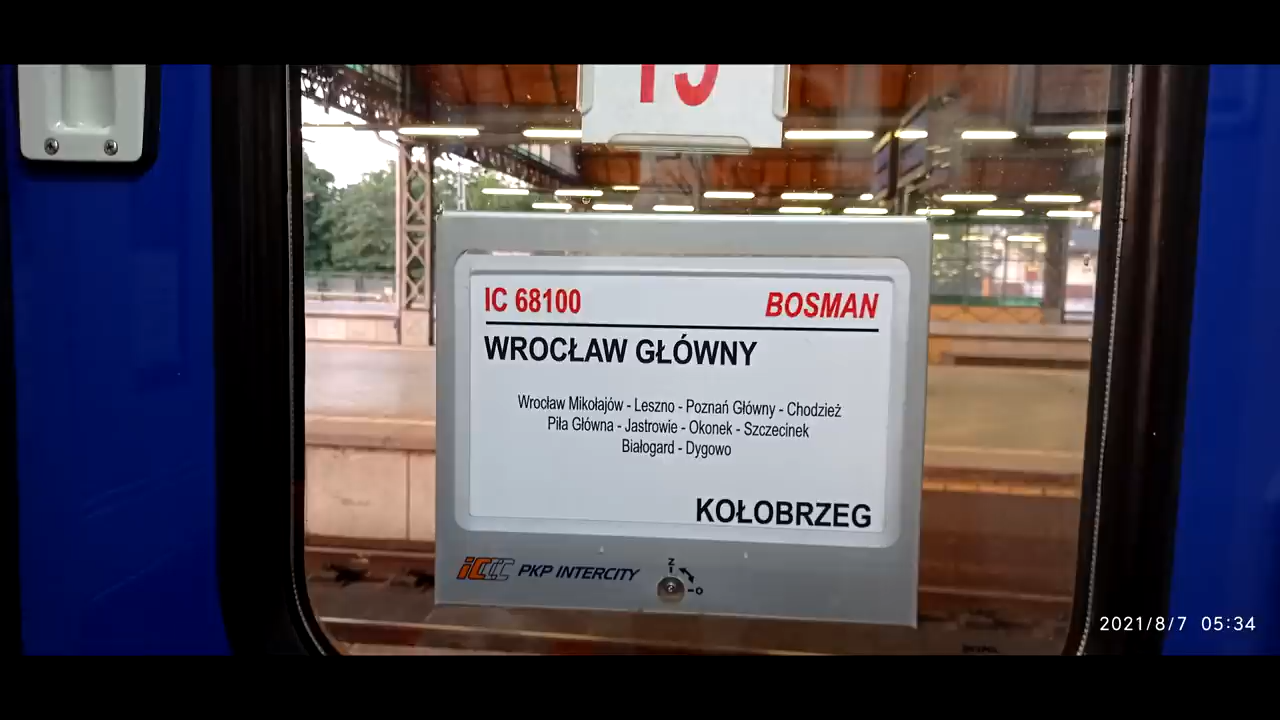 15
IC 68100 BOSMAN
WROCŁAW GŁÓWNY
Wrocław Mikołajów - Leszno - Poznań Główny - Chodzież
Piła Główna - Jastrowie - Okonek - Szczecinek
Białogard - Dygowo
KOŁOBRZEG
PKP INTERCITY
Z
O
2021/8/7 05:34